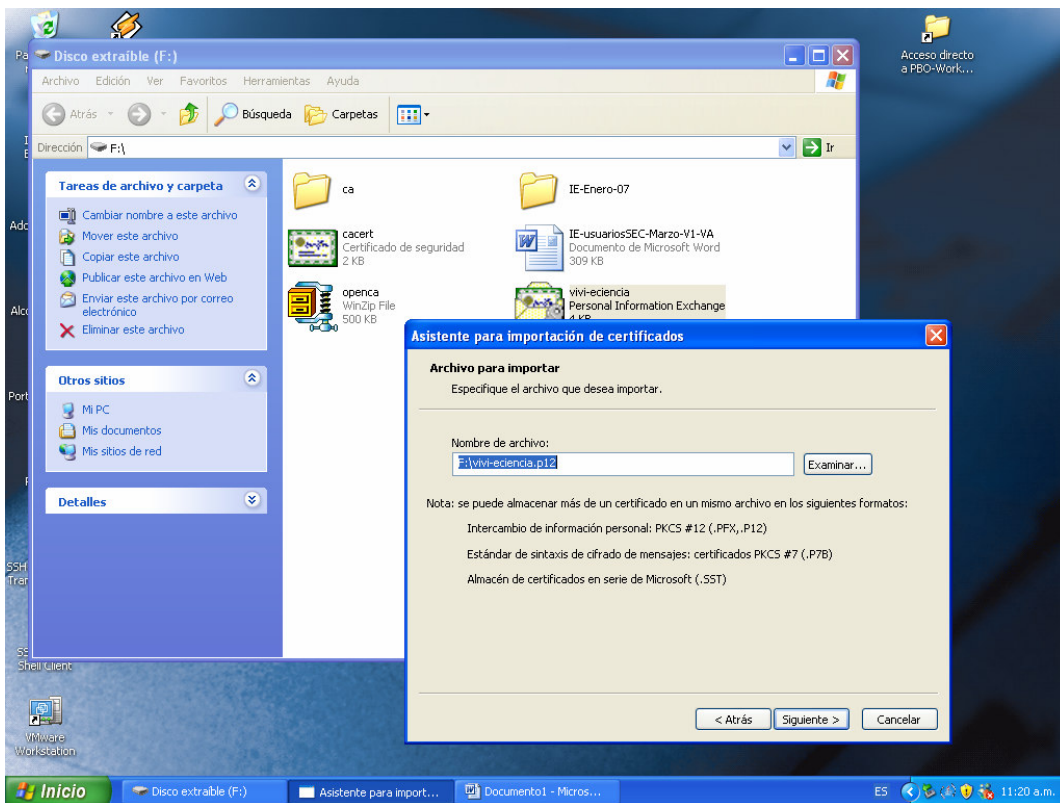 Acceso directo
a PBO-Work...
Disco extraíble (F:)
Archivo Edición Ver Favoritos Herramientas Ayuda
Atrás Búsqueda Carpetas
Dirección F:\ Ir
Tareas de archivo y carpeta
Cambiar nombre a este archivo
Mover este archivo
Copiar este archivo
Publicar este archivo en Web
Enviar este archivo por correo
electrónico
Eliminar este archivo
Otros sitios
Mi PC
Mis documentos
Mis sitios de red
Detalles
ca
IE-Enero-07
cacert
Certificado de seguridad
2 KB
IE-usuariosSEC-Marzo-V1-VA
Documento de Microsoft Word
309 KB
openca
WinZip File
500 KB
vivi-eciencia
Personal Information Exchange
4 KB
Asistente para importación de certificados
Archivo para importar
Especifique el archivo que desea importar.
Nombre de archivo:
F:\vivi-eciencia.p12
Examinar...
Nota: se puede almacenar más de un certificado en un mismo archivo en los siguientes formatos:
Intercambio de información personal: PKCS #12 (.PFX,.P12)
Estándar de sintaxis de cifrado de mensajes: certificados PKCS #7 (.P7B)
Almacén de certificados en serie de Microsoft (.SST)
< Atrás Siguiente > Cancelar
Shell Client
VMware
Workstation
Inicio Disco extraíble (F:) Asistente para import... Documento1 - Micros... ES 11:20 a.m.